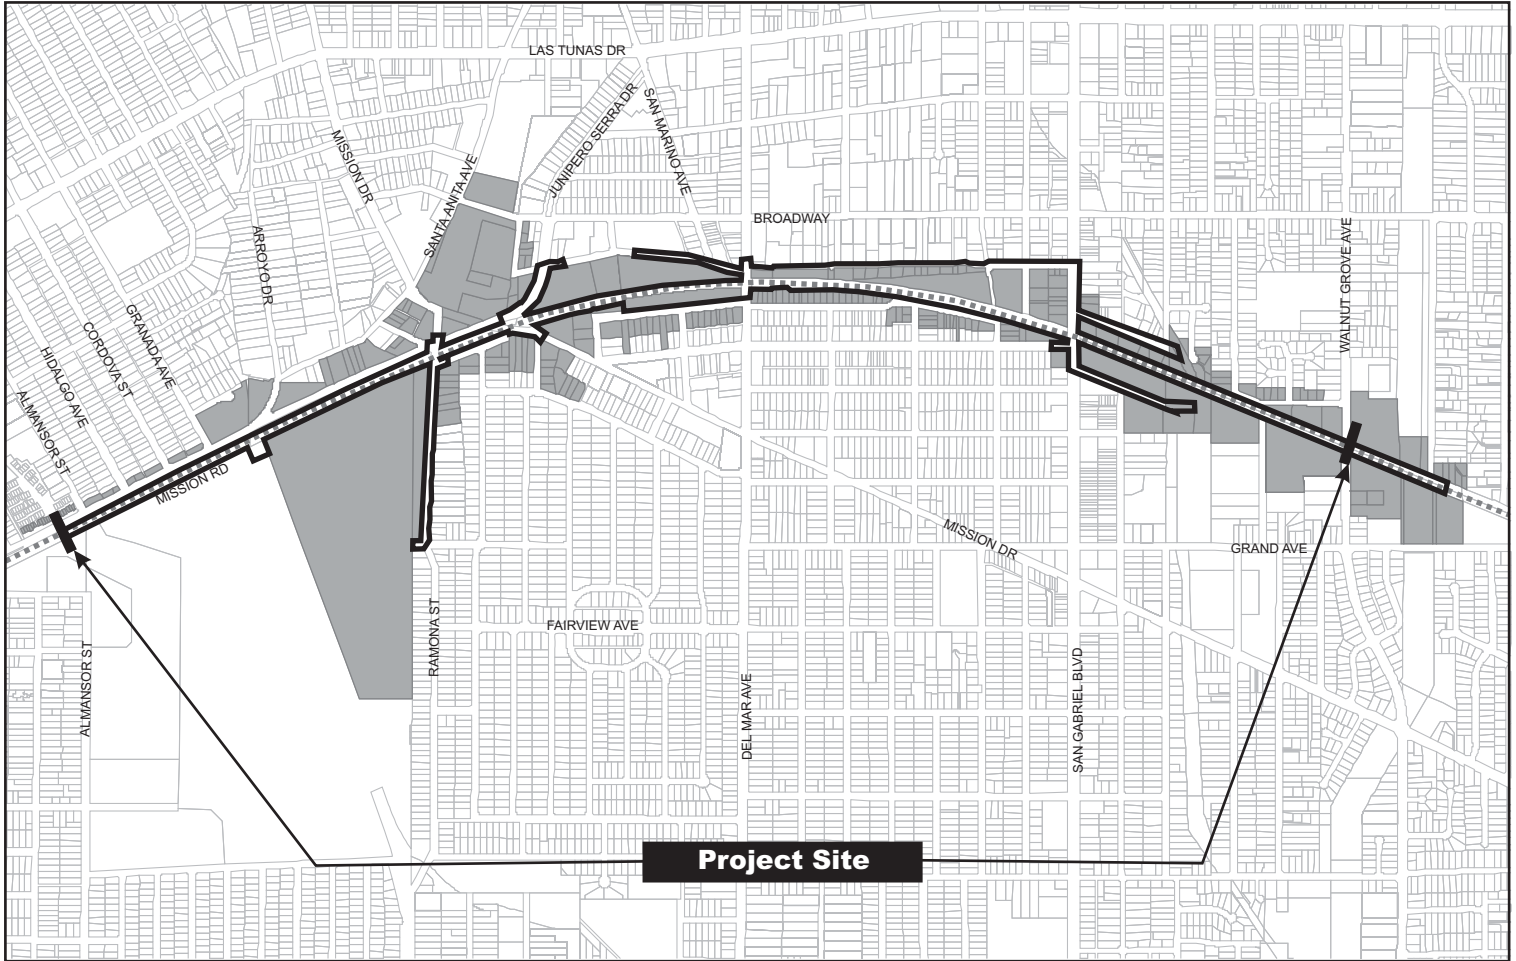 LAS TUNAS DR
JUNIPERO SERRA DR
SAN MARINO AVE
MISSION DR
SANTA ANITA AVE
BROADWAY
ARROYO DR
WALNUT GROVE AVE
GRANADA AVE
CORDOVA ST
HIDALGO AVE
ALMANSOR ST
MISSION RD
MISSION DR
GRAND AVE
FAIRVIEW AVE
RAMONA ST
ALMANSOR ST
DEL MAR AVE
SAN GABRIEL BLVD
Project Site